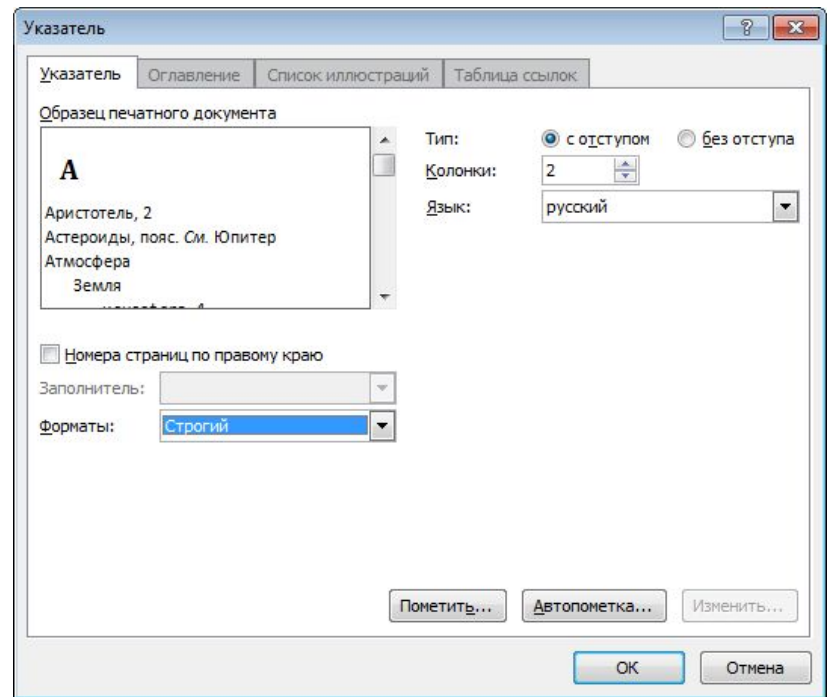 Указатель
Указатель Оглавление Список иллюстраций Таблица ссылок
Образец печатного документа
А
Аристотель, 2
Астероиды, пояс. См. Юпитер
Атмосфера
Земля
Тип: с отступом без отступа
Колонки: 2
Язык: русский
Номера страниц по правому краю
Заполнитель:
Форматы: Строгий
Пометить... Автопометка... Изменить...
ОК Отмена